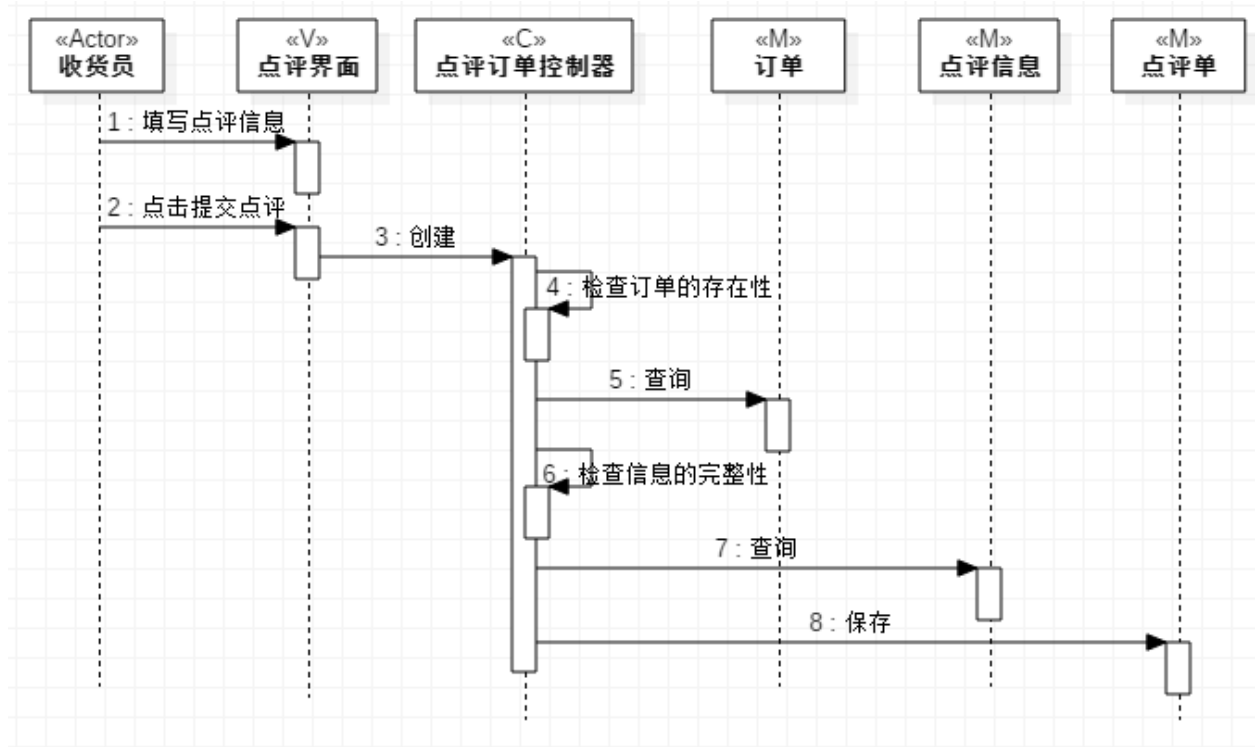 «Actor»
收货员
«V»
点评界面
«C»
点评订单控制器
«M»
订单
«M»
点评信息
«M»
点评单
1 : 填写点评信息
2 : 点击提交点评
3 : 创建
4 : 检查订单的存在性
5 : 查询
6 : 检查信息的完整性
7 : 查询
8 : 保存